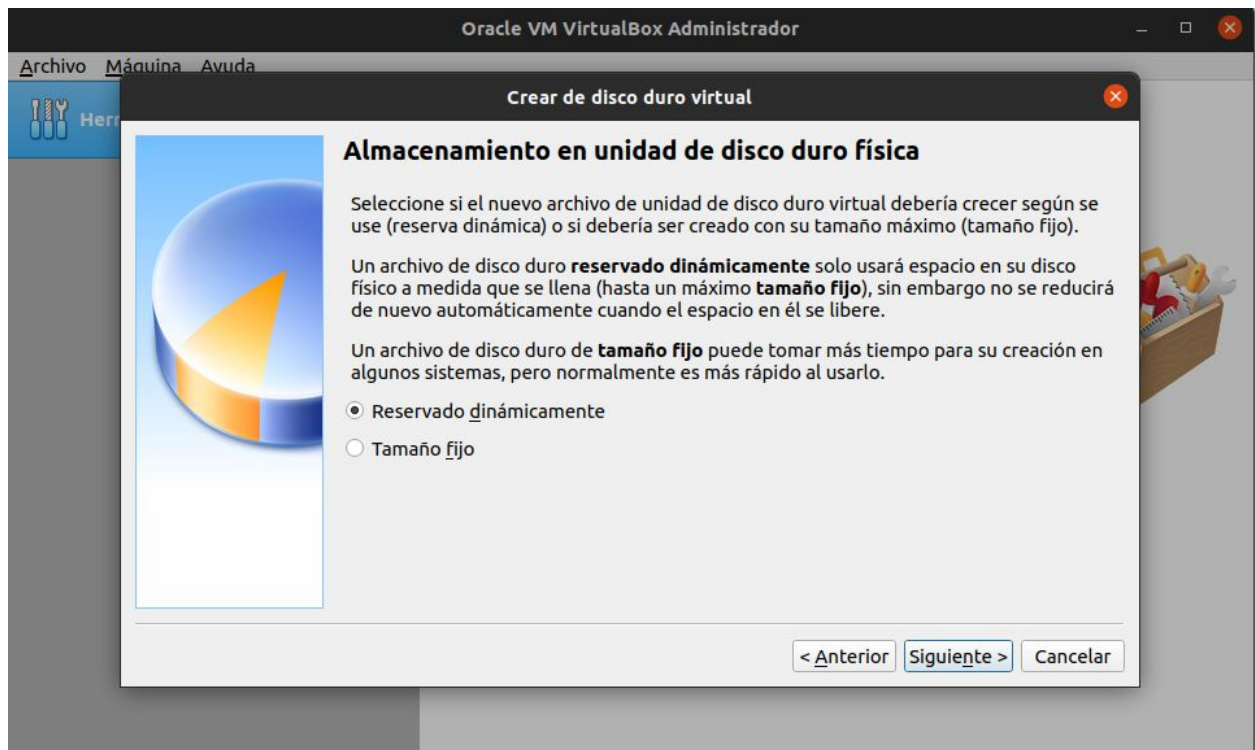 Oracle VM VirtualBox Administrador
Archivo Máquina Ayuda
Herr
Crear de disco duro virtual
Almacenamiento en unidad de disco duro física
Seleccione si el nuevo archivo de unidad de disco duro virtual debería crecer según se
use (reserva dinámica) o si debería ser creado con su tamaño máximo (tamaño fijo).
Un archivo de disco duro reservado dinámicamente solo usará espacio en su disco
físico a medida que se llena (hasta un máximo tamaño fijo), sin embargo no se reducirá
de nuevo automáticamente cuando el espacio en él se libere.
Un archivo de disco duro de tamaño fijo puede tomar más tiempo para su creación en
algunos sistemas, pero normalmente es más rápido al usarlo.
Reservado dinámicamente
Tamaño fijo
< Anterior Siguiente > Cancelar